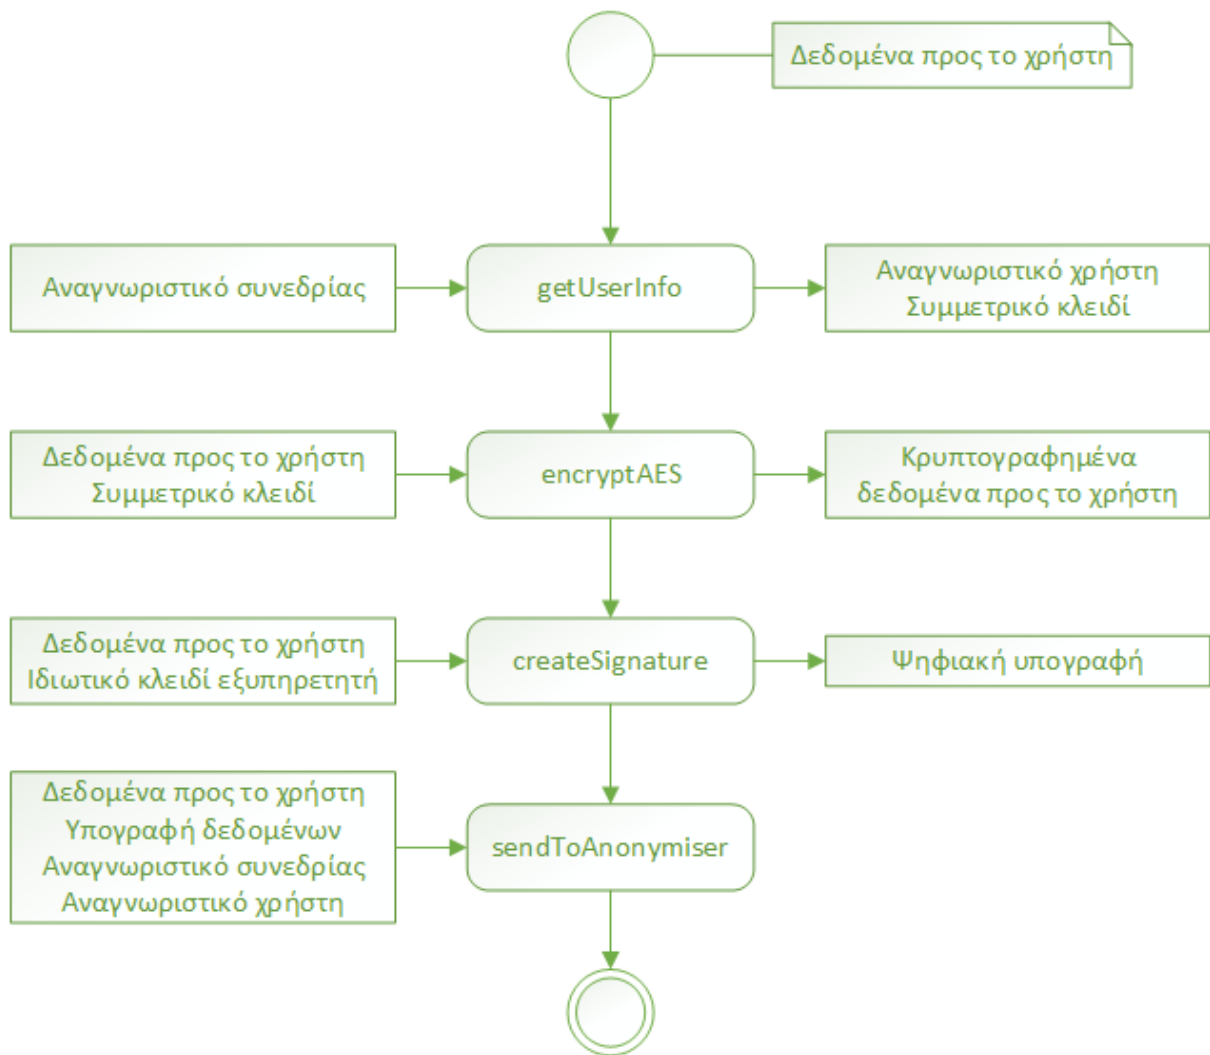 Δεδομένα προς το χρήστη
Αναγνωριστικό συνεδρίας
getUserInfo
Αναγνωριστικό χρήστη
Συμμετρικό κλειδί
Δεδομένα προς το χρήστη
Συμμετρικό κλειδί
encryptAES
Κρυπτογραφημένα
δεδομένα προς το χρήστη
Δεδομένα προς το χρήστη
Ιδιωτικό κλειδί εξυπηρετητή
createSignature
Ψηφιακή υπογραφή
Δεδομένα προς το χρήστη
Υπογραφή δεδομένων
Αναγνωριστικό συνεδρίας
Αναγνωριστικό χρήστη
sendToAnonymiser